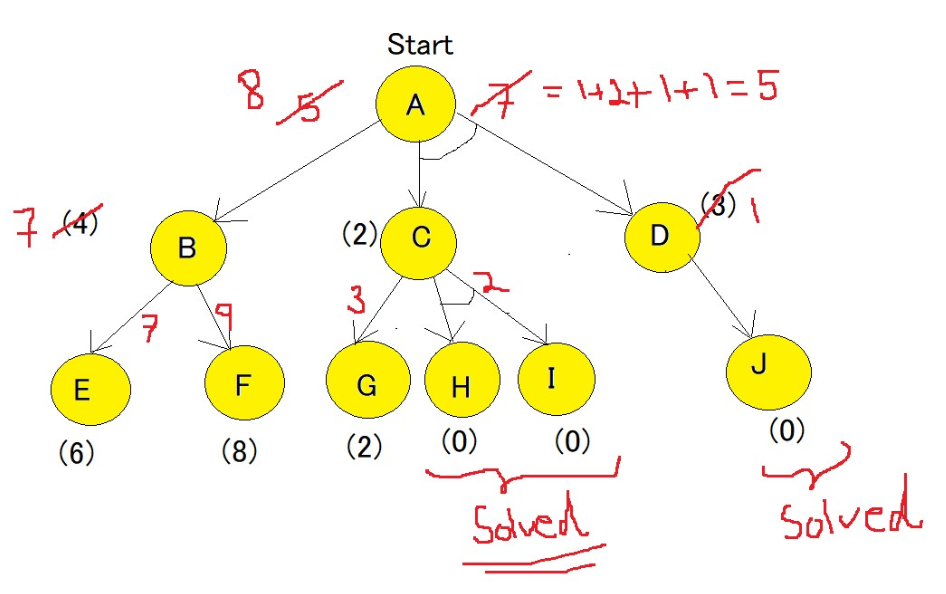 Start
8 5 A 7 = 1+2+1+1=5
7 (4) B (2) C (3) 1 D
7 9 3 2
E F G H I J
(6) (8) (2) (0) (0) (0)
Solved Solved